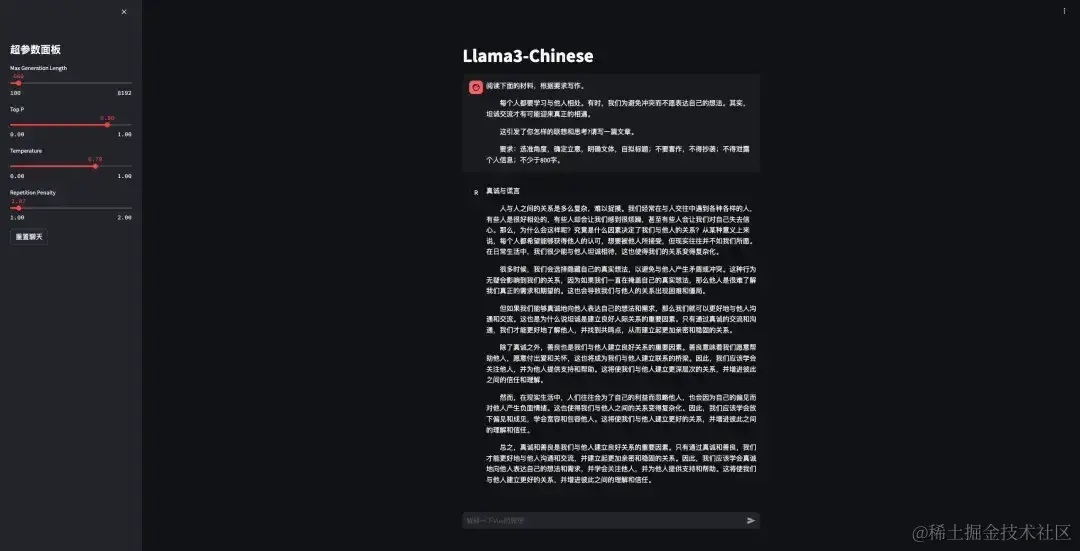 超参数面板
Max Generation Length
100 8192
Top P
0.80
0.00 1.00
Temperature
0.70
0.00 1.00
Repetition Penalty
1.07
1.00 2.00
重置聊天
Llama3-Chinese
阅读下面的材料，根据要求写作。
每个人都要学习与他人相处。有时，我们为避免冲突而不愿表达自己的想法。其实，
坦诚交流才有可能迎来真正的相遇。
这引发了你怎样的联想和思考?请写一篇文章。
要求：选准角度，确定立意，明确文体，自拟标题；不要套作，不得抄袭；不得泄露
个人信息；不少于800字。
真诚与谎言
人与人之间的关系是多么复杂，难以捉摸。我们经常在与人交往中遇到各种各样的人，
有些人是很好相处的，有些人却会让我们感到很烦躁，甚至有些人会让我们对自己失去信
心。那么，为什么会这样呢？究竟是什么因素决定了我们与他人的关系？从某种意义上来
说，每个人都希望能够获得他人的认可，想要被他人所接受，但现实往往并不如我们所愿。
在日常生活中，我们很少能与他人坦诚相待，这也使得我们的关系变得复杂化。
很多时候，我们会选择隐藏自己的真实想法，以避免与他人产生矛盾或冲突。这种行为
无疑会影响到我们的关系，因为如果我们一直在掩盖自己的真实想法，那么他人是很难了解
我们真正的需求和期望的。这也会导致我们与他人的关系出现困难和僵局。
但如果我们能够真诚地向他人表达自己的想法和需求，那么我们就可以更好地与他人沟
通和交流。这也是为什么说坦诚是建立良好人际关系的重要因素。只有通过真诚的交流和沟
通，我们才能更好地了解他人，并找到共鸣点，从而建立起更加亲密和稳固的关系。
除了真诚之外，善良也是我们与他人建立良好关系的重要因素。善良意味着我们愿意帮
助他人，愿意付出爱和关怀，这也将成为我们与他人建立联系的桥梁。因此，我们应该学会
关注他人，并为他人提供支持和帮助。这将使我们与他人建立更深层次的关系，并增进彼此
之间的信任和理解。
然而，在现实生活中，人们往往会为了自己的利益而忽略他人，也会因为自己的偏见而
对他人产生负面情绪。这也使得我们与他人之间的关系变得复杂化。因此，我们应该学会放
下偏见和成见，学会宽容和包容他人。这将使我们与他人建立更好的关系，并增进彼此之间
的理解和信任。
总之，真诚和善良是我们与他人建立良好关系的重要因素。只有通过真诚和善良，我们
才能更好地与他人沟通和交流，并建立起更加亲密和稳固的关系。因此，我们应该学会真诚
地向他人表达自己的想法和需求，并学会关注他人，并为他人提供支持和帮助。这将使我们
与他人建立更好的关系，并增进彼此之间的理解和信任。
@稀土掘金技术社区